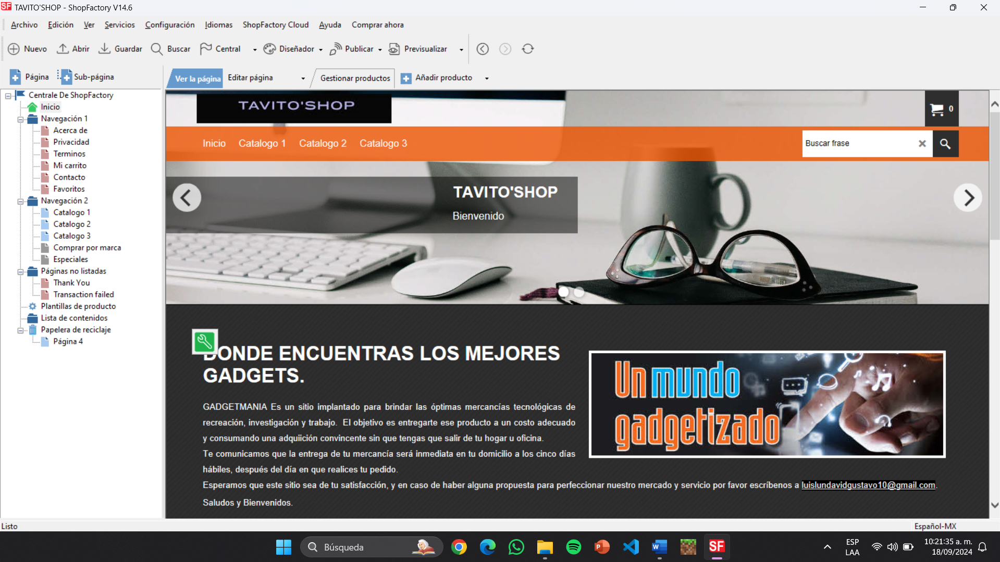 TAVITO'SHOP - ShopFactory V14.6
Archivo Edición Ver Servicios Configuración Idiomas ShopFactory Cloud Ayuda Comprar ahora
Nuevo Abrir Guardar Buscar Central Diseñador Publicar Previsualizar
Página Sub-página
Ver la página Editar página Gestionar productos Añadir producto
Centrale De ShopFactory
Inicio
Navegación 1
Acerca de
Privacidad
Terminos
Mi carrito
Contacto
Favoritos
Navegación 2
Catalogo 1
Catalogo 2
Catalogo 3
Comprar por marca
Especiales
Páginas no listadas
Thank You
Transaction failed
Plantillas de producto
Lista de contenidos
Papelera de reciclaje
Página 4
TAVITO'SHOP
0
Inicio Catalogo 1 Catalogo 2 Catalogo 3
Buscar frase
TAVITO'SHOP
Bienvenido
DONDE ENCUENTRAS LOS MEJORES
GADGETS.
Un mundo
gadgetizado
GADGETMANIA Es un sitio implantado para brindar las óptimas mercancías tecnológicas de
recreación, investigación y trabajo. El objetivo es entregarte ese producto a un costo adecuado
y consumando una adquiición convincente sin que tengas que salir de tu hogar u oficina.
Te comunicamos que la entrega de tu mercancía será inmediata en tu domicilio a los cinco días
hábiles, después del día en que realices tu pedido.
Esperamos que este sitio sea de tu satisfacción, y en caso de haber alguna propuesta para perfeccionar nuestro mercado y servicio por favor escríbenos a luislundavidgustavo10@gmail.com.
Saludos y Bienvenidos.
Listo
Español-MX
Búsqueda
SF
ESP
LAA
10:21:35 a. m.
18/09/2024